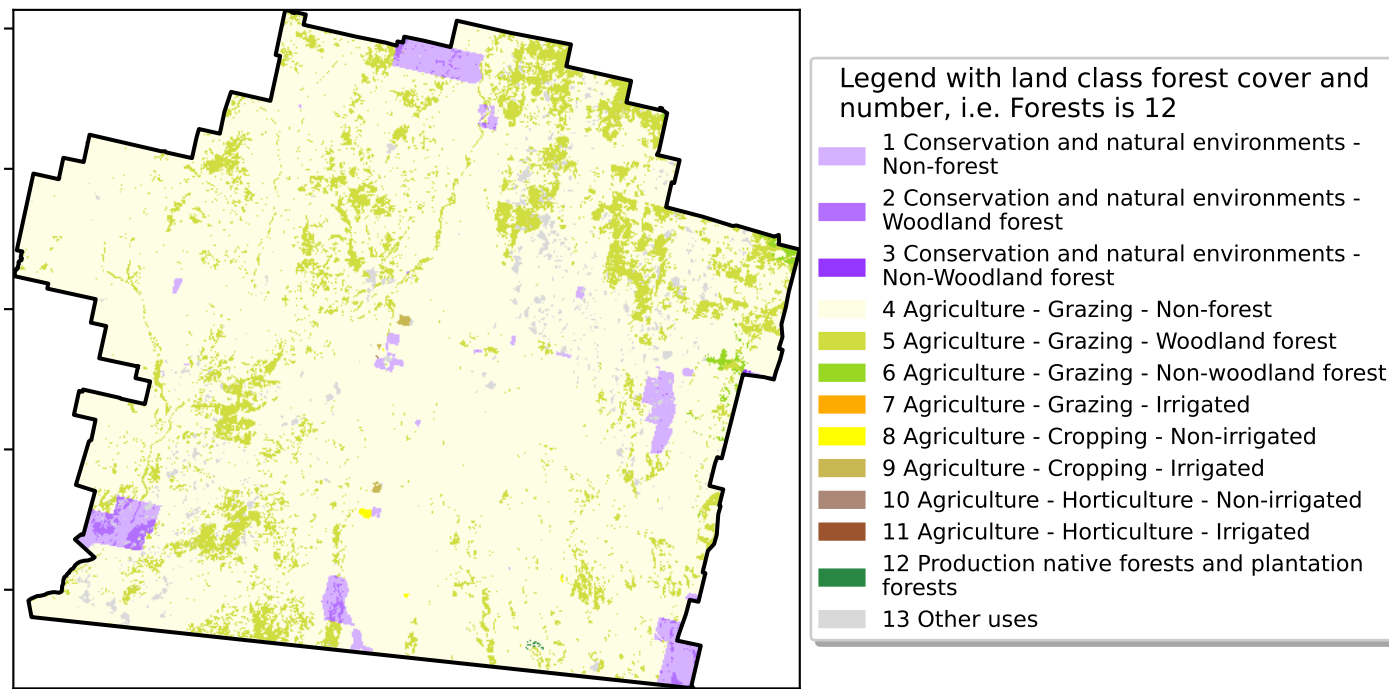 Legend with land class forest cover and
number, i.e. Forests is 12
1 Conservation and natural environments -
Non-forest
2 Conservation and natural environments -
Woodland forest
3 Conservation and natural environments -
Non-Woodland forest
4 Agriculture - Grazing - Non-forest
5 Agriculture - Grazing - Woodland forest
6 Agriculture - Grazing - Non-woodland forest
7 Agriculture - Grazing - Irrigated
8 Agriculture - Cropping - Non-irrigated
9 Agriculture - Cropping - Irrigated
10 Agriculture - Horticulture - Non-irrigated
11 Agriculture - Horticulture - Irrigated
12 Production native forests and plantation
forests
13 Other uses